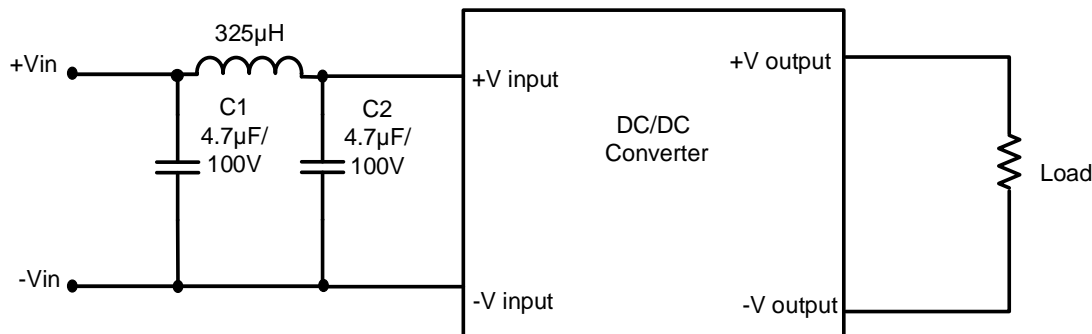 325µH
+Vin
C1
4.7µF/
100V
C2
4.7µF/
100V
-Vin
+V input
-V input
DC/DC
Converter
+V output
-V output
Load